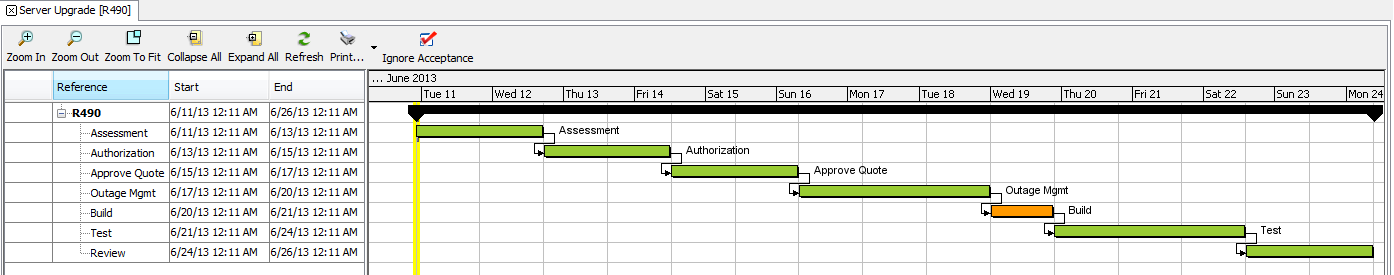 Server Upgrade [R490]
Zoom In Zoom Out Zoom To Fit Collapse All Expand All Refresh Print... Ignore Acceptance
Reference Start End
... June 2013
Tue 11 Wed 12 Thu 13 Fri 14 Sat 15 Sun 16 Mon 17 Tue 18 Wed 19 Thu 20 Fri 21 Sat 22 Sun 23 Mon 24
R490 6/11/13 12:11 AM 6/26/13 12:11 AM
Assessment 6/11/13 12:11 AM 6/13/13 12:11 AM Assessment
Authorization 6/13/13 12:11 AM 6/15/13 12:11 AM Authorization
Approve Quote 6/15/13 12:11 AM 6/17/13 12:11 AM Approve Quote
Outage Mgmt 6/17/13 12:11 AM 6/20/13 12:11 AM Outage Mgmt
Build 6/20/13 12:11 AM 6/21/13 12:11 AM Build
Test 6/21/13 12:11 AM 6/24/13 12:11 AM Test
Review 6/24/13 12:11 AM 6/26/13 12:11 AM